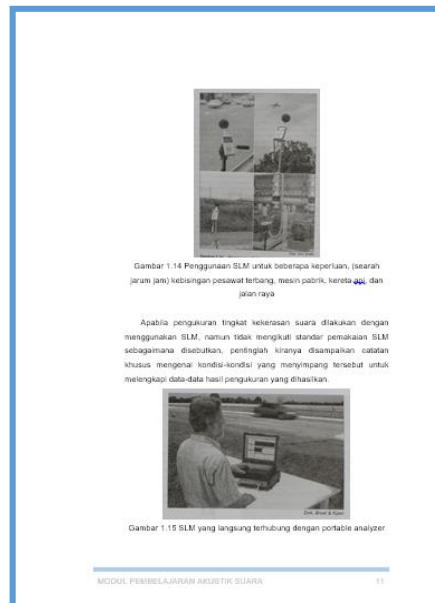 Gambar 1.14 Penggunaan SLM untuk beberapa keperluan, (searah
jarum jam) kebisingan pesawat terbang, mesin pabrik, kereta api, dan
jalan raya
Apabila pengukuran tingkat kekerasan suara dilakukan dengan
menggunakan SLM, namun tidak mengikuti standar pemakaian SLM
sebagaimana disebutkan, pentinglah kiranya disampaikan catatan
khusus mengenai kondisi-kondisi yang menyimpang tersebut untuk
melengkapi data-data hasil pengukuran yang dihasilkan.
Gambar 1.15 SLM yang langsung terhubung dengan portable analyzer
MODUL PEMBELAJARAN AKUSTIK SUARA 11